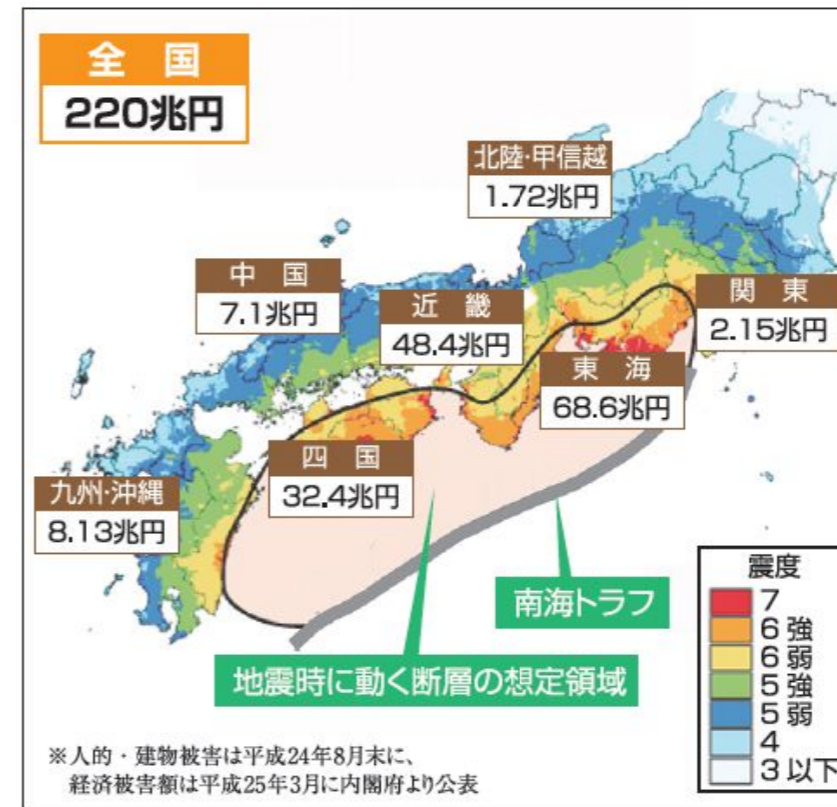 全国
220兆円
北陸・甲信越
1.72兆円
中国
7.1兆円
近畿
48.4兆円
関東
2.15兆円
東海
68.6兆円
四国
32.4兆円
九州・沖縄
8.13兆円
南海トラフ
地震時に動く断層の想定領域
震度
7
6強
6弱
5強
5弱
4
3以下
※人的・建物被害は平成24年8月末に、
経済被害額は平成25年3月に内閣府より公表